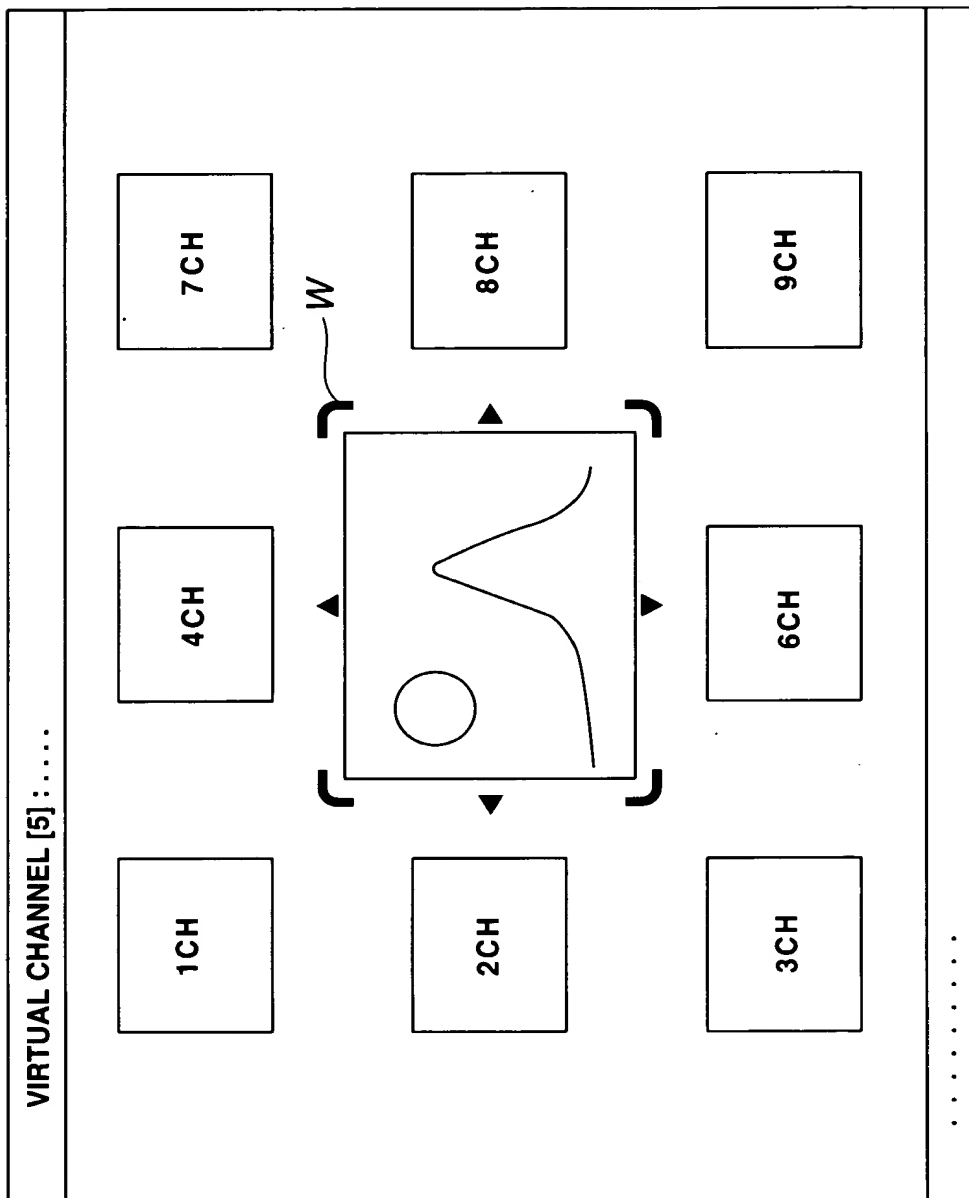 VIRTUAL CHANNEL [5] : . . . .
1CH 4CH 7CH
W
2CH 8CH
3CH 6CH 9CH
. . . . . . . . .